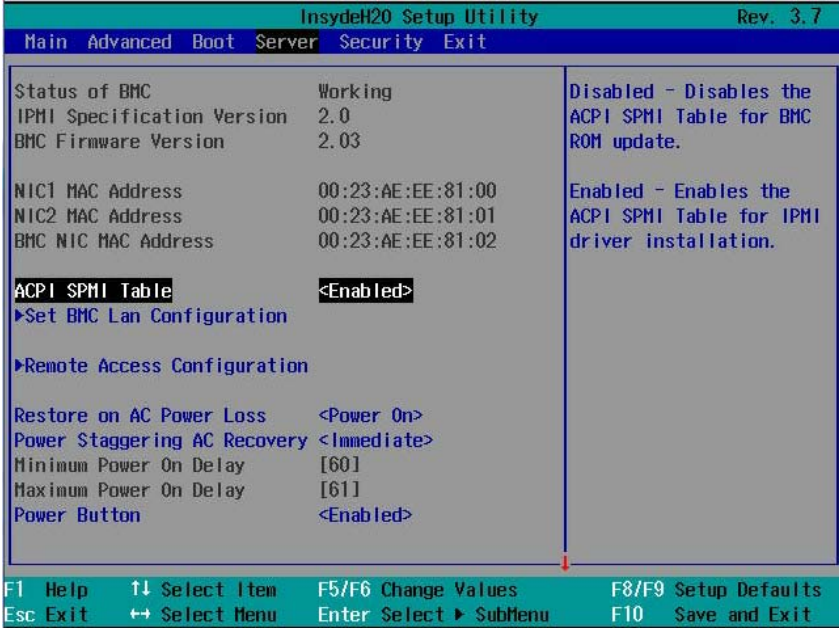 InsydeH20 Setup Utility Rev. 3.7
Main Advanced Boot Server Security Exit
Status of BMC Working
IPMI Specification Version 2.0
BMC Firmware Version 2.03
NIC1 MAC Address 00:23:AE:EE:81:00
NIC2 MAC Address 00:23:AE:EE:81:01
BMC NIC MAC Address 00:23:AE:EE:81:02
ACPI SPMI Table <Enabled>
▶Set BMC Lan Configuration
▶Remote Access Configuration
Restore on AC Power Loss <Power On>
Power Staggering AC Recovery <Immediate>
Minimum Power On Delay [60]
Maximum Power On Delay [61]
Power Button <Enabled>
Disabled - Disables the
ACPI SPMI Table for BMC
ROM update.
Enabled - Enables the
ACPI SPMI Table for IPMI
driver installation.
F1 Help ↑↓ Select Item F5/F6 Change Values F8/F9 Setup Defaults
Esc Exit ↔ Select Menu Enter Select ▶ SubMenu F10 Save and Exit